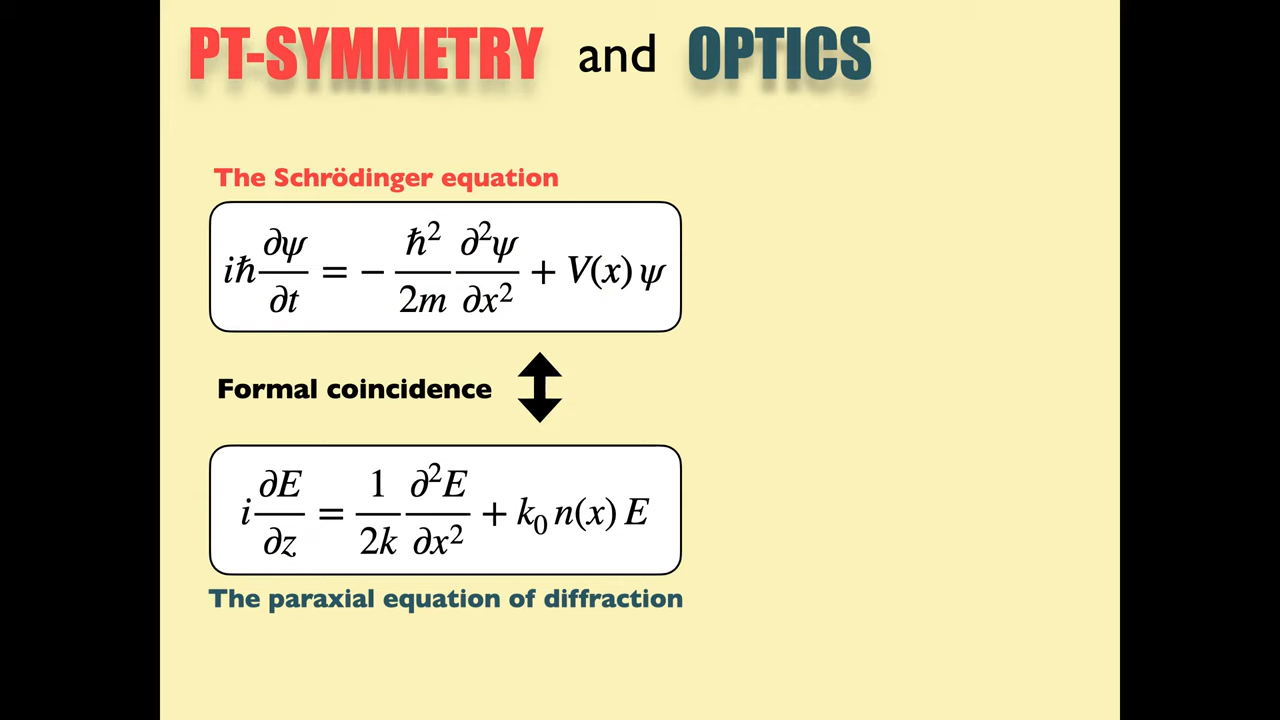 PT-SYMMETRY and OPTICS
The Schrödinger equation
iħ ∂ψ/∂t = − ħ²/2m ∂²ψ/∂x² + V(x) ψ
Formal coincidence
i ∂E/∂z = 1/2k ∂²E/∂x² + k₀ n(x) E
The paraxial equation of diffraction